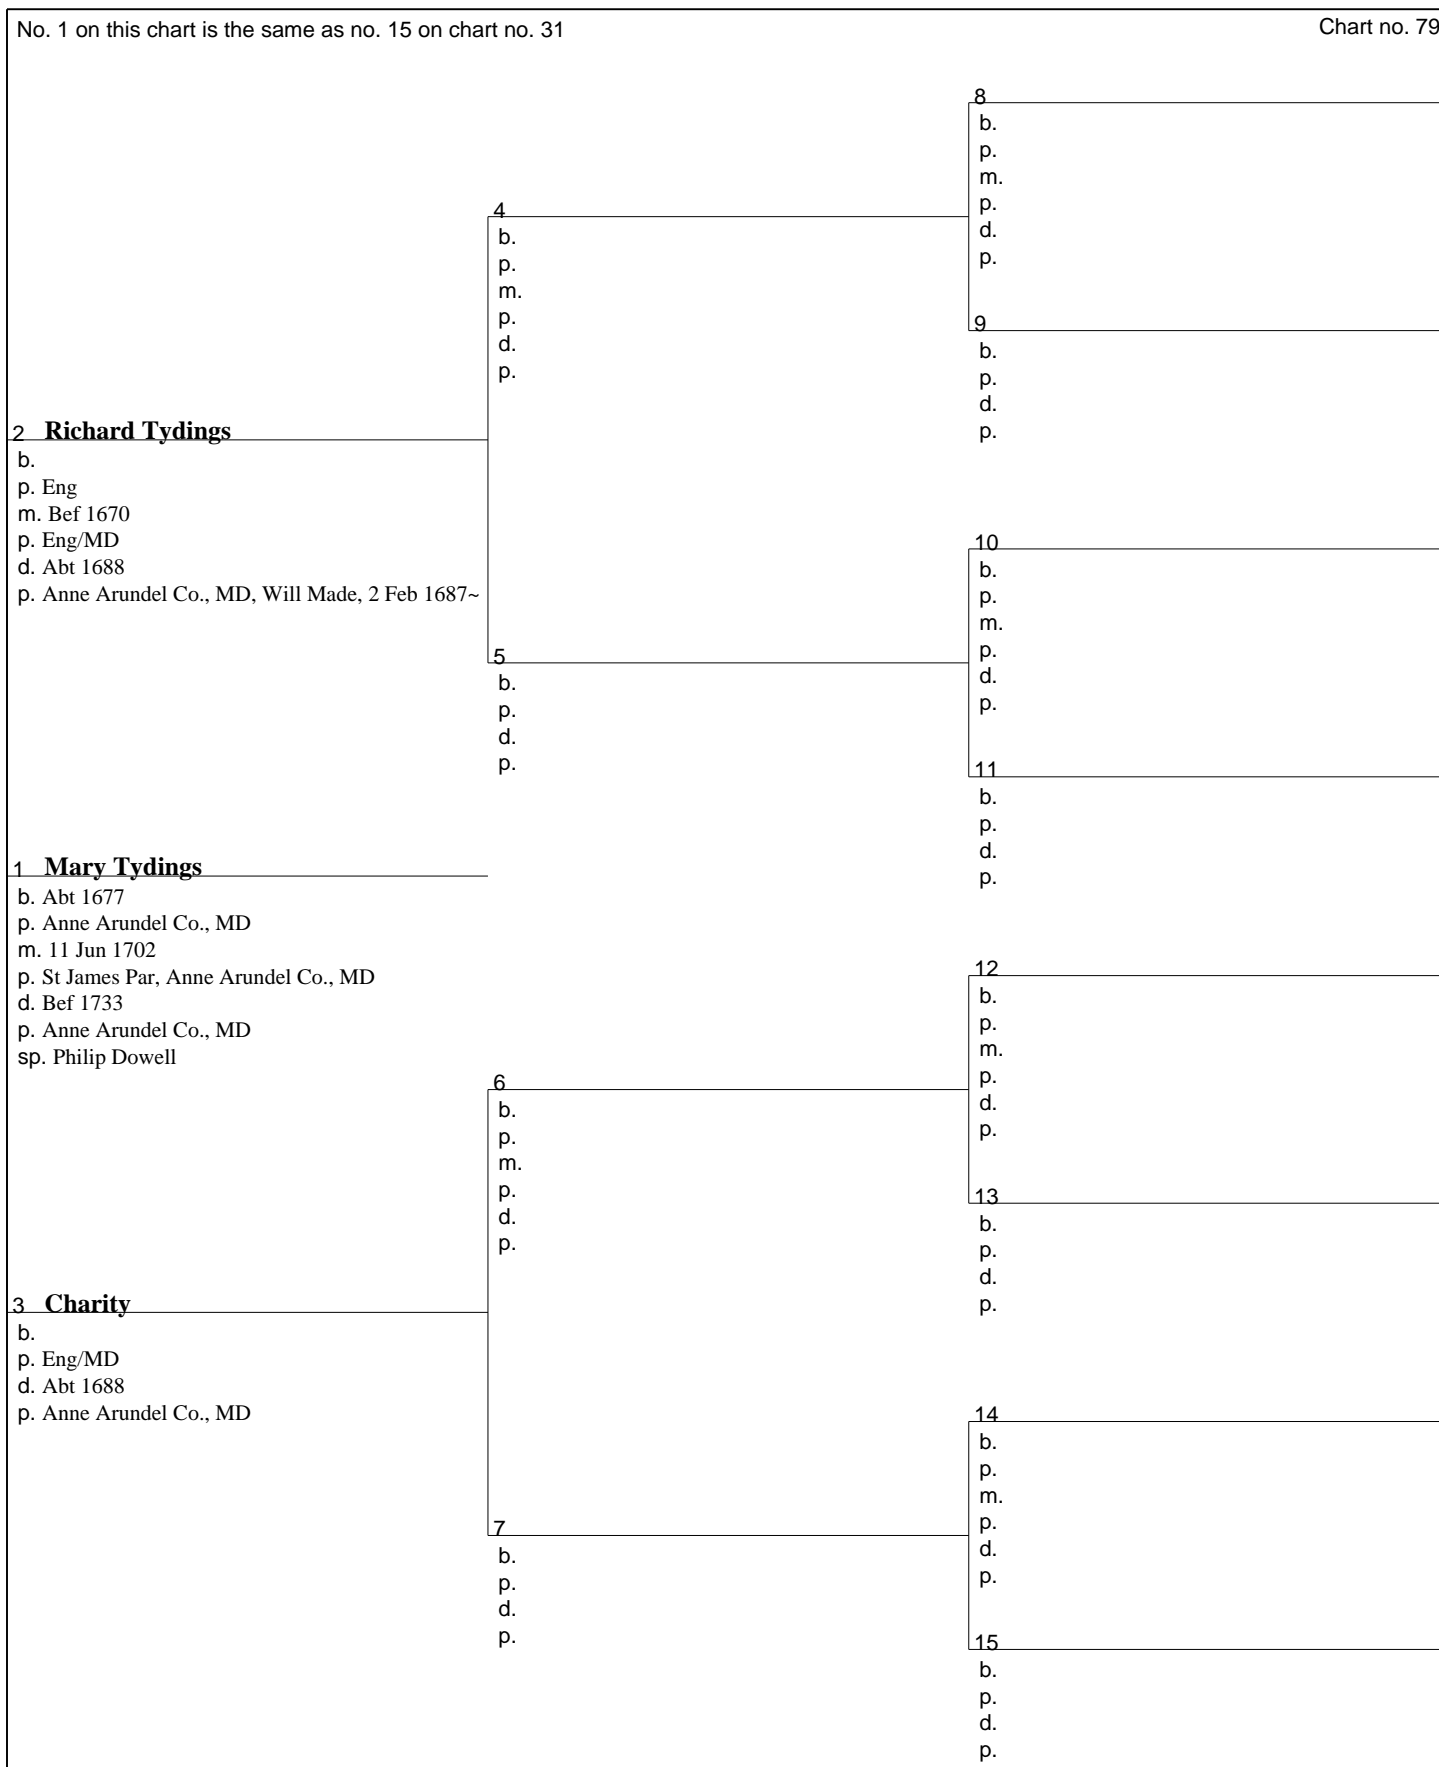 No. 1 on this chart is the same as no. 15 on chart no. 31
Chart no. 79
8
b.
p.
m.
p.
d.
p.
4
b.
p.
m.
p.
d.
p.
9
b.
p.
d.
p.
2 Richard Tydings
b.
p. Eng
m. Bef 1670
p. Eng/MD
d. Abt 1688
p. Anne Arundel Co., MD, Will Made, 2 Feb 1687~
10
b.
p.
m.
p.
d.
p.
5
b.
p.
d.
p.
11
b.
p.
d.
p.
1 Mary Tydings
b. Abt 1677
p. Anne Arundel Co., MD
m. 11 Jun 1702
p. St James Par, Anne Arundel Co., MD
d. Bef 1733
p. Anne Arundel Co., MD
sp. Philip Dowell
12
b.
p.
m.
p.
d.
p.
6
b.
p.
m.
p.
d.
p.
13
b.
p.
d.
p.
3 Charity
b.
p. Eng/MD
d. Abt 1688
p. Anne Arundel Co., MD
14
b.
p.
m.
p.
d.
p.
7
b.
p.
d.
p.
15
b.
p.
d.
p.